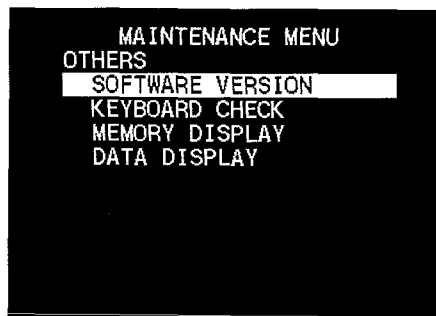 MAINTENANCE MENU
OTHERS
SOFTWARE VERSION
KEYBOARD CHECK
MEMORY DISPLAY
DATA DISPLAY